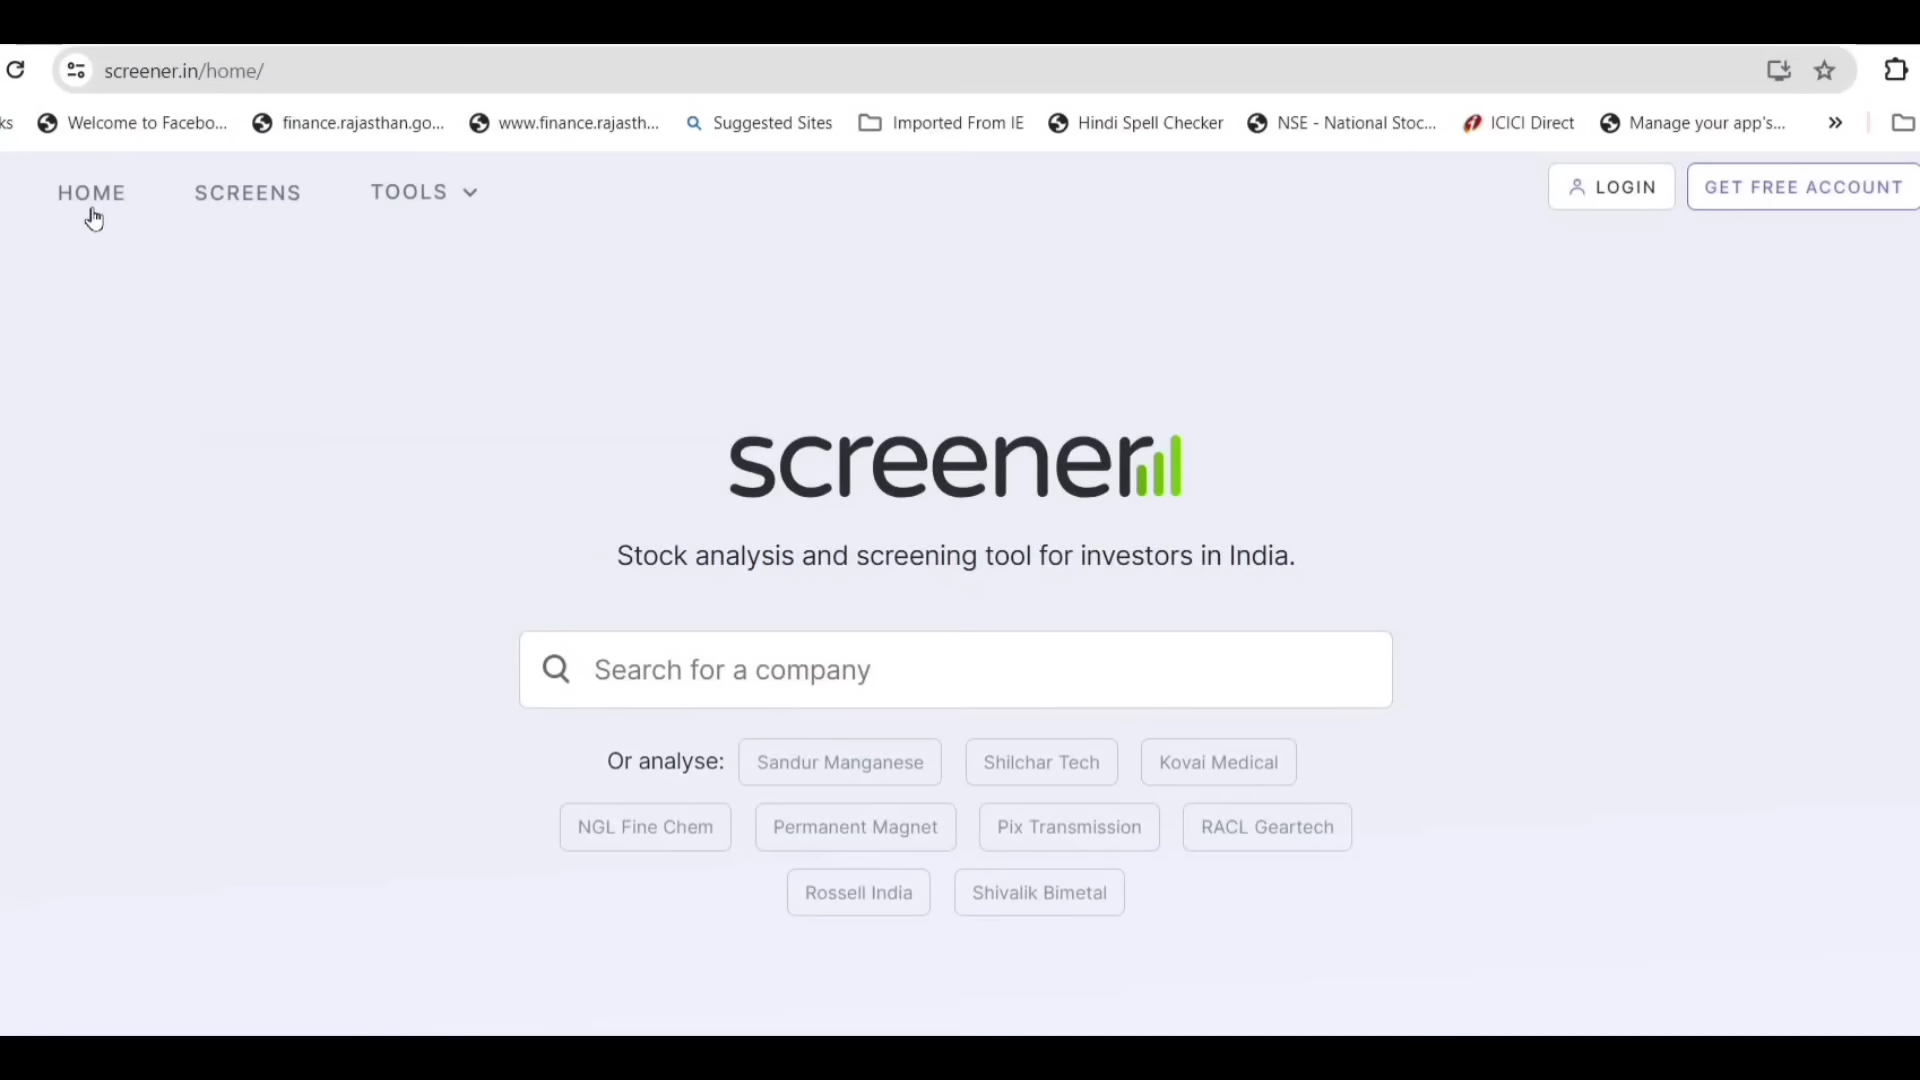 screener.in/home/
ks Welcome to Facebo... finance.rajasthan.go... www.finance.rajasth... Suggested Sites Imported From IE Hindi Spell Checker NSE - National Stoc... ICICI Direct Manage your app's... »
HOME SCREENS TOOLS LOGIN GET FREE ACCOUNT
screener
Stock analysis and screening tool for investors in India.
Search for a company
Or analyse: Sandur Manganese Shilchar Tech Kovai Medical
NGL Fine Chem Permanent Magnet Pix Transmission RACL Geartech
Rossell India Shivalik Bimetal